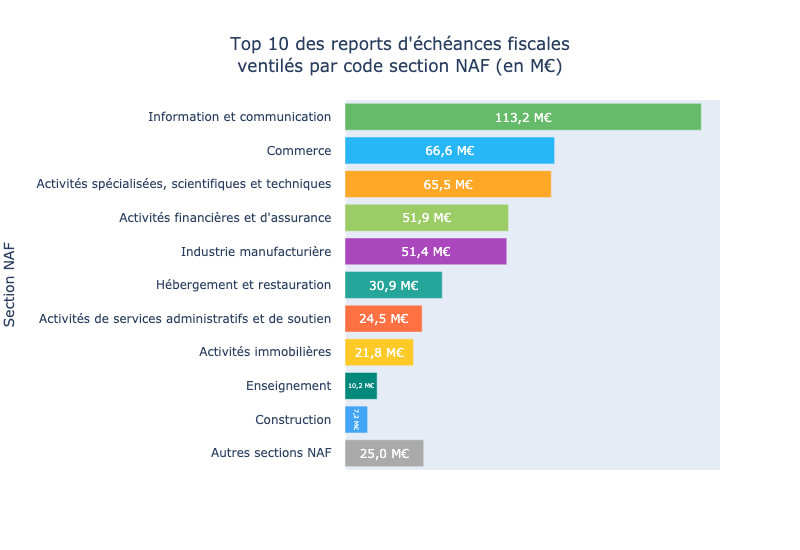 Top 10 des reports d'échéances fiscales
ventilés par code section NAF (en M€)
Section NAF
Information et communication 113,2 M€
Commerce 66,6 M€
Activités spécialisées, scientifiques et techniques 65,5 M€
Activités financières et d'assurance 51,9 M€
Industrie manufacturière 51,4 M€
Hébergement et restauration 30,9 M€
Activités de services administratifs et de soutien 24,5 M€
Activités immobilières 21,8 M€
Enseignement 10,2 M€
Construction 7,2 M€
Autres sections NAF 25,0 M€